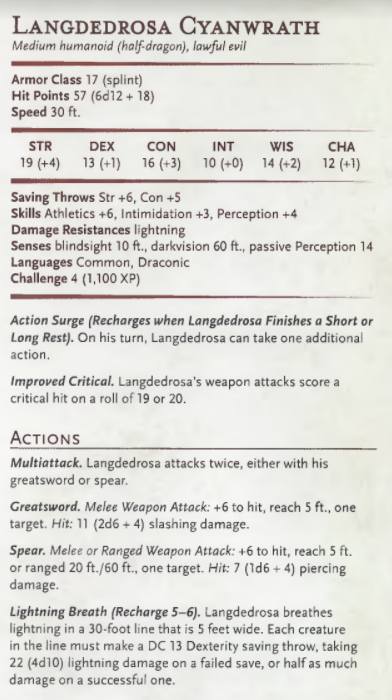 LANGDEDROSA CYANWRATH
Medium humanoid (half-dragon), lawful evil
Armor Class 17 (splint)
Hit Points 57 (6d12 + 18)
Speed 30 ft.
STR DEX CON INT WIS CHA
19 (+4) 13 (+1) 16 (+3) 10 (+0) 14 (+2) 12 (+1)
Saving Throws Str +6, Con +5
Skills Athletics +6, Intimidation +3, Perception +4
Damage Resistances lightning
Senses blindsight 10 ft., darkvision 60 ft., passive Perception 14
Languages Common, Draconic
Challenge 4 (1,100 XP)
Action Surge (Recharges when Langdedrosa Finishes a Short or
Long Rest). On his turn, Langdedrosa can take one additional
action.
Improved Critical. Langdedrosa's weapon attacks score a
critical hit on a roll of 19 or 20.
ACTIONS
Multiattack. Langdedrosa attacks twice, either with his
greatsword or spear.
Greatsword. Melee Weapon Attack: +6 to hit, reach 5 ft., one
target. Hit: 11 (2d6 + 4) slashing damage.
Spear. Melee or Ranged Weapon Attack: +6 to hit, reach 5 ft.
or ranged 20 ft./60 ft., one target. Hit: 7 (1d6 + 4) piercing
damage.
Lightning Breath (Recharge 5–6). Langdedrosa breathes
lightning in a 30-foot line that is 5 feet wide. Each creature
in the line must make a DC 13 Dexterity saving throw, taking
22 (4d10) lightning damage on a failed save, or half as much
damage on a successful one.